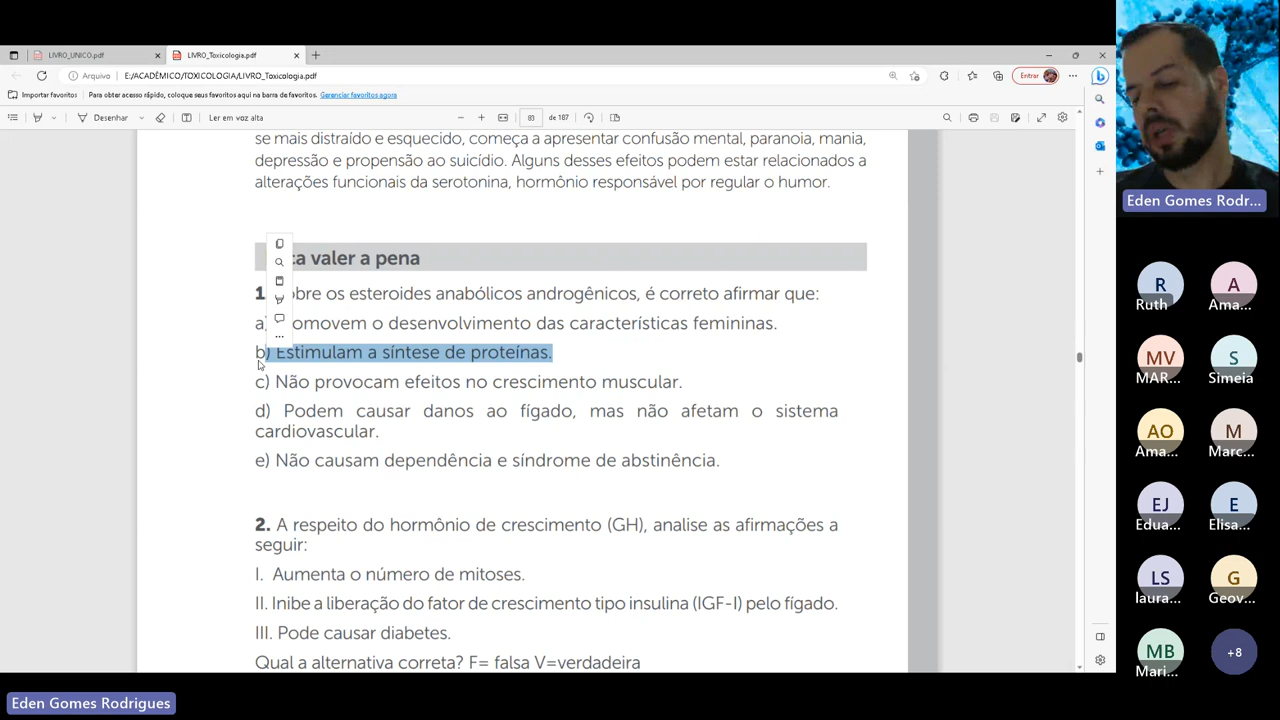 LIVRO_UNICO.pdf
LIVRO_Toxicologia.pdf
Arquivo
E:/ACADÊMICO/TOXICOLOGIA/LIVRO_Toxicologia.pdf
Entrar
Importar favoritos
Para obter acesso rápido, coloque seus favoritos aqui na barra de favoritos. Gerenciar favoritos agora
Desenhar
Ler em voz alta
de 187
se mais distraído e esquecido, começa a apresentar confusão mental, paranoia, mania,
depressão e propensão ao suicídio. Alguns desses efeitos podem estar relacionados a
alterações funcionais da serotonina, hormônio responsável por regular o humor.
valer a pena
1. obre os esteroides anabólicos androgênicos, é correto afirmar que:
a) omovem o desenvolvimento das características femininas.
b) Estimulam a síntese de proteínas.
c) Não provocam efeitos no crescimento muscular.
d) Podem causar danos ao fígado, mas não afetam o sistema
cardiovascular.
e) Não causam dependência e síndrome de abstinência.
2. A respeito do hormônio de crescimento (GH), analise as afirmações a
seguir:
I. Aumenta o número de mitoses.
II. Inibe a liberação do fator de crescimento tipo insulina (IGF-I) pelo fígado.
III. Pode causar diabetes.
Qual a alternativa correta? F= falsa V=verdadeira
Eden Gomes Rodr...
R
A
Ruth
Ama...
MV
S
MAR...
Simeia
AO
M
Ama...
Marc...
EJ
E
Edua...
Elisa...
LS
G
laura...
Geov...
MB
+8
Mari...
Eden Gomes Rodrigues